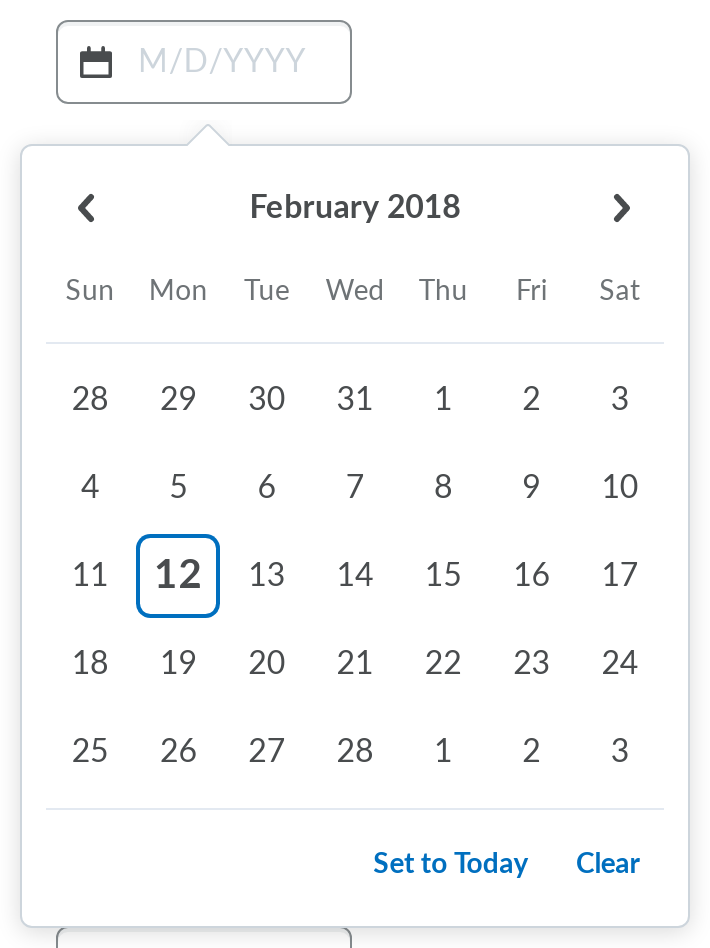 M/D/YYYY
February 2018
Sun Mon Tue Wed Thu Fri Sat
28 29 30 31 1 2 3
4 5 6 7 8 9 10
11 12 13 14 15 16 17
18 19 20 21 22 23 24
25 26 27 28 1 2 3
Set to Today Clear